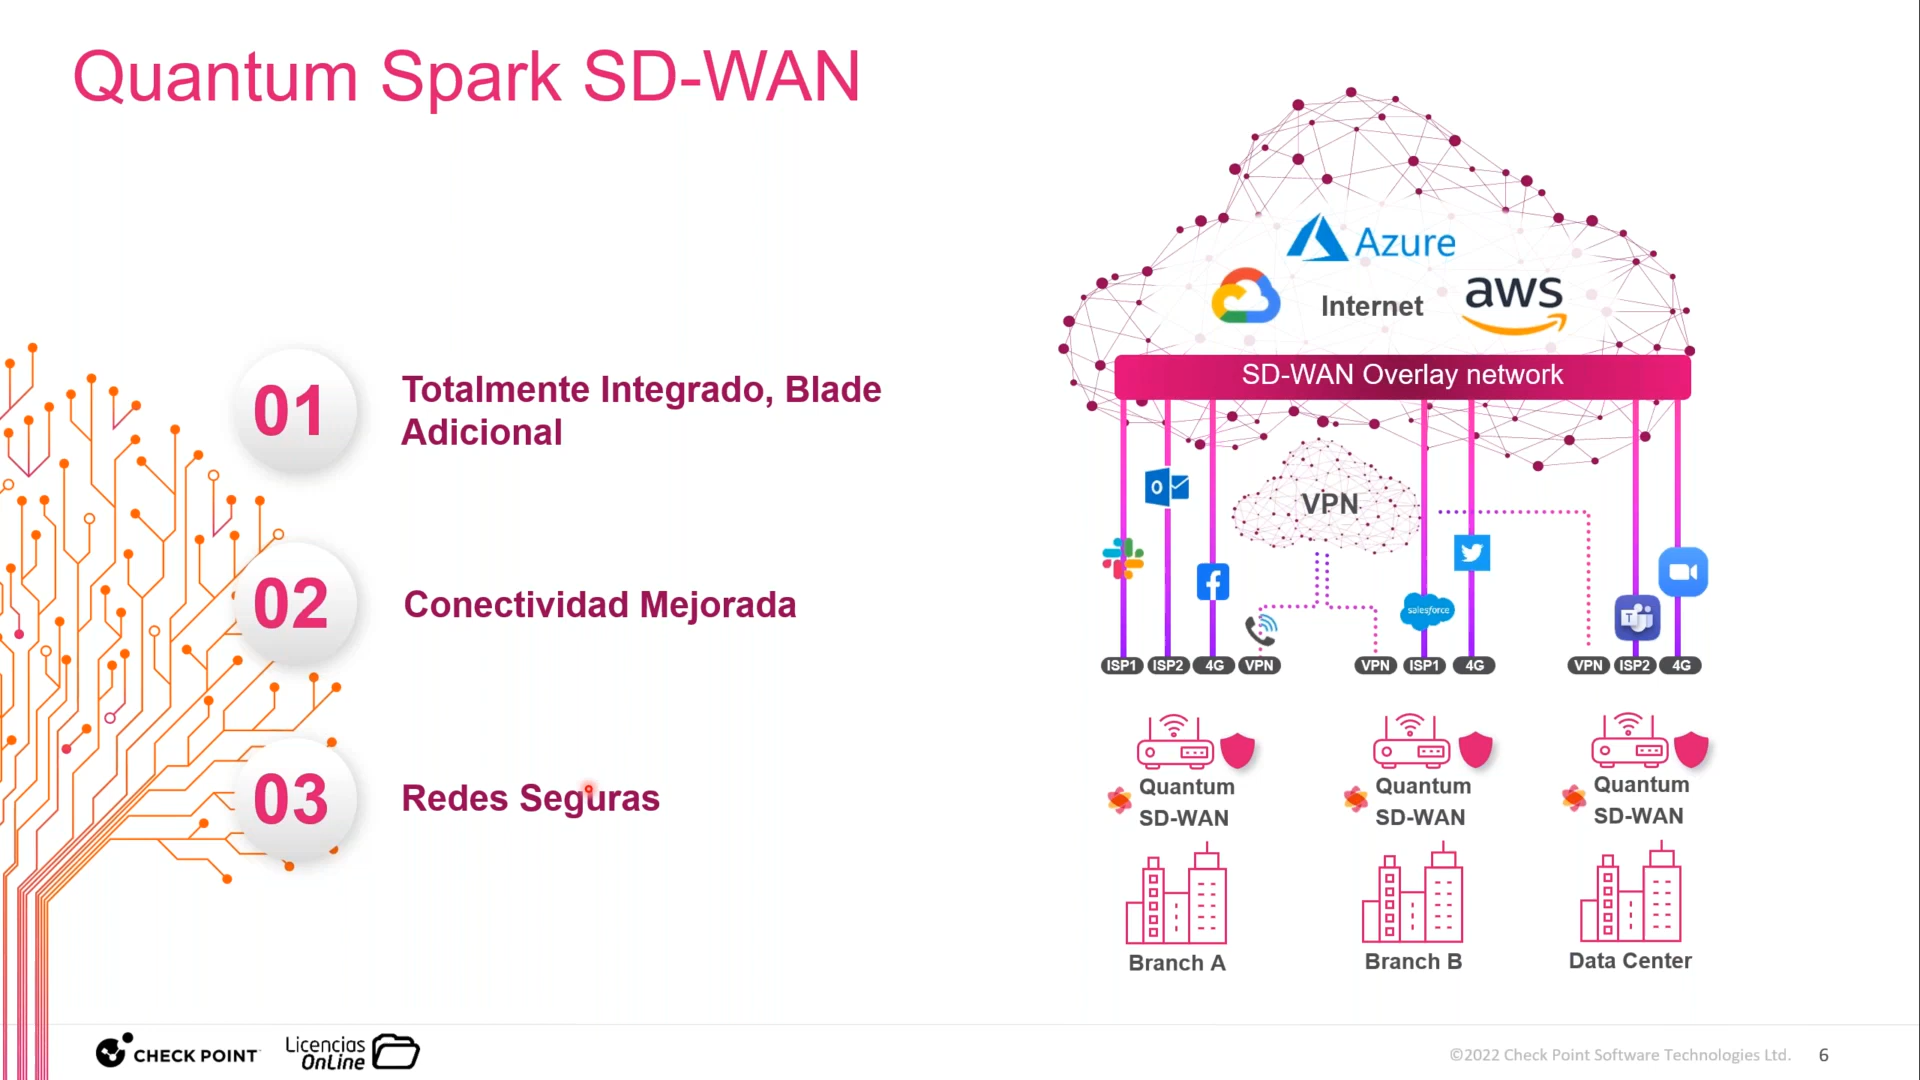 Quantum Spark SD-WAN
01
Totalmente Integrado, Blade
Adicional
02
Conectividad Mejorada
03
Redes Seguras
Azure
Internet
aws
SD-WAN Overlay network
VPN
salesforce
ISP1 ISP2 4G VPN
VPN ISP1 4G
VPN ISP2 4G
Quantum
SD-WAN
Quantum
SD-WAN
Quantum
SD-WAN
Branch A
Branch B
Data Center
CHECK POINT
Licencias
OnLine
©2022 Check Point Software Technologies Ltd.
6